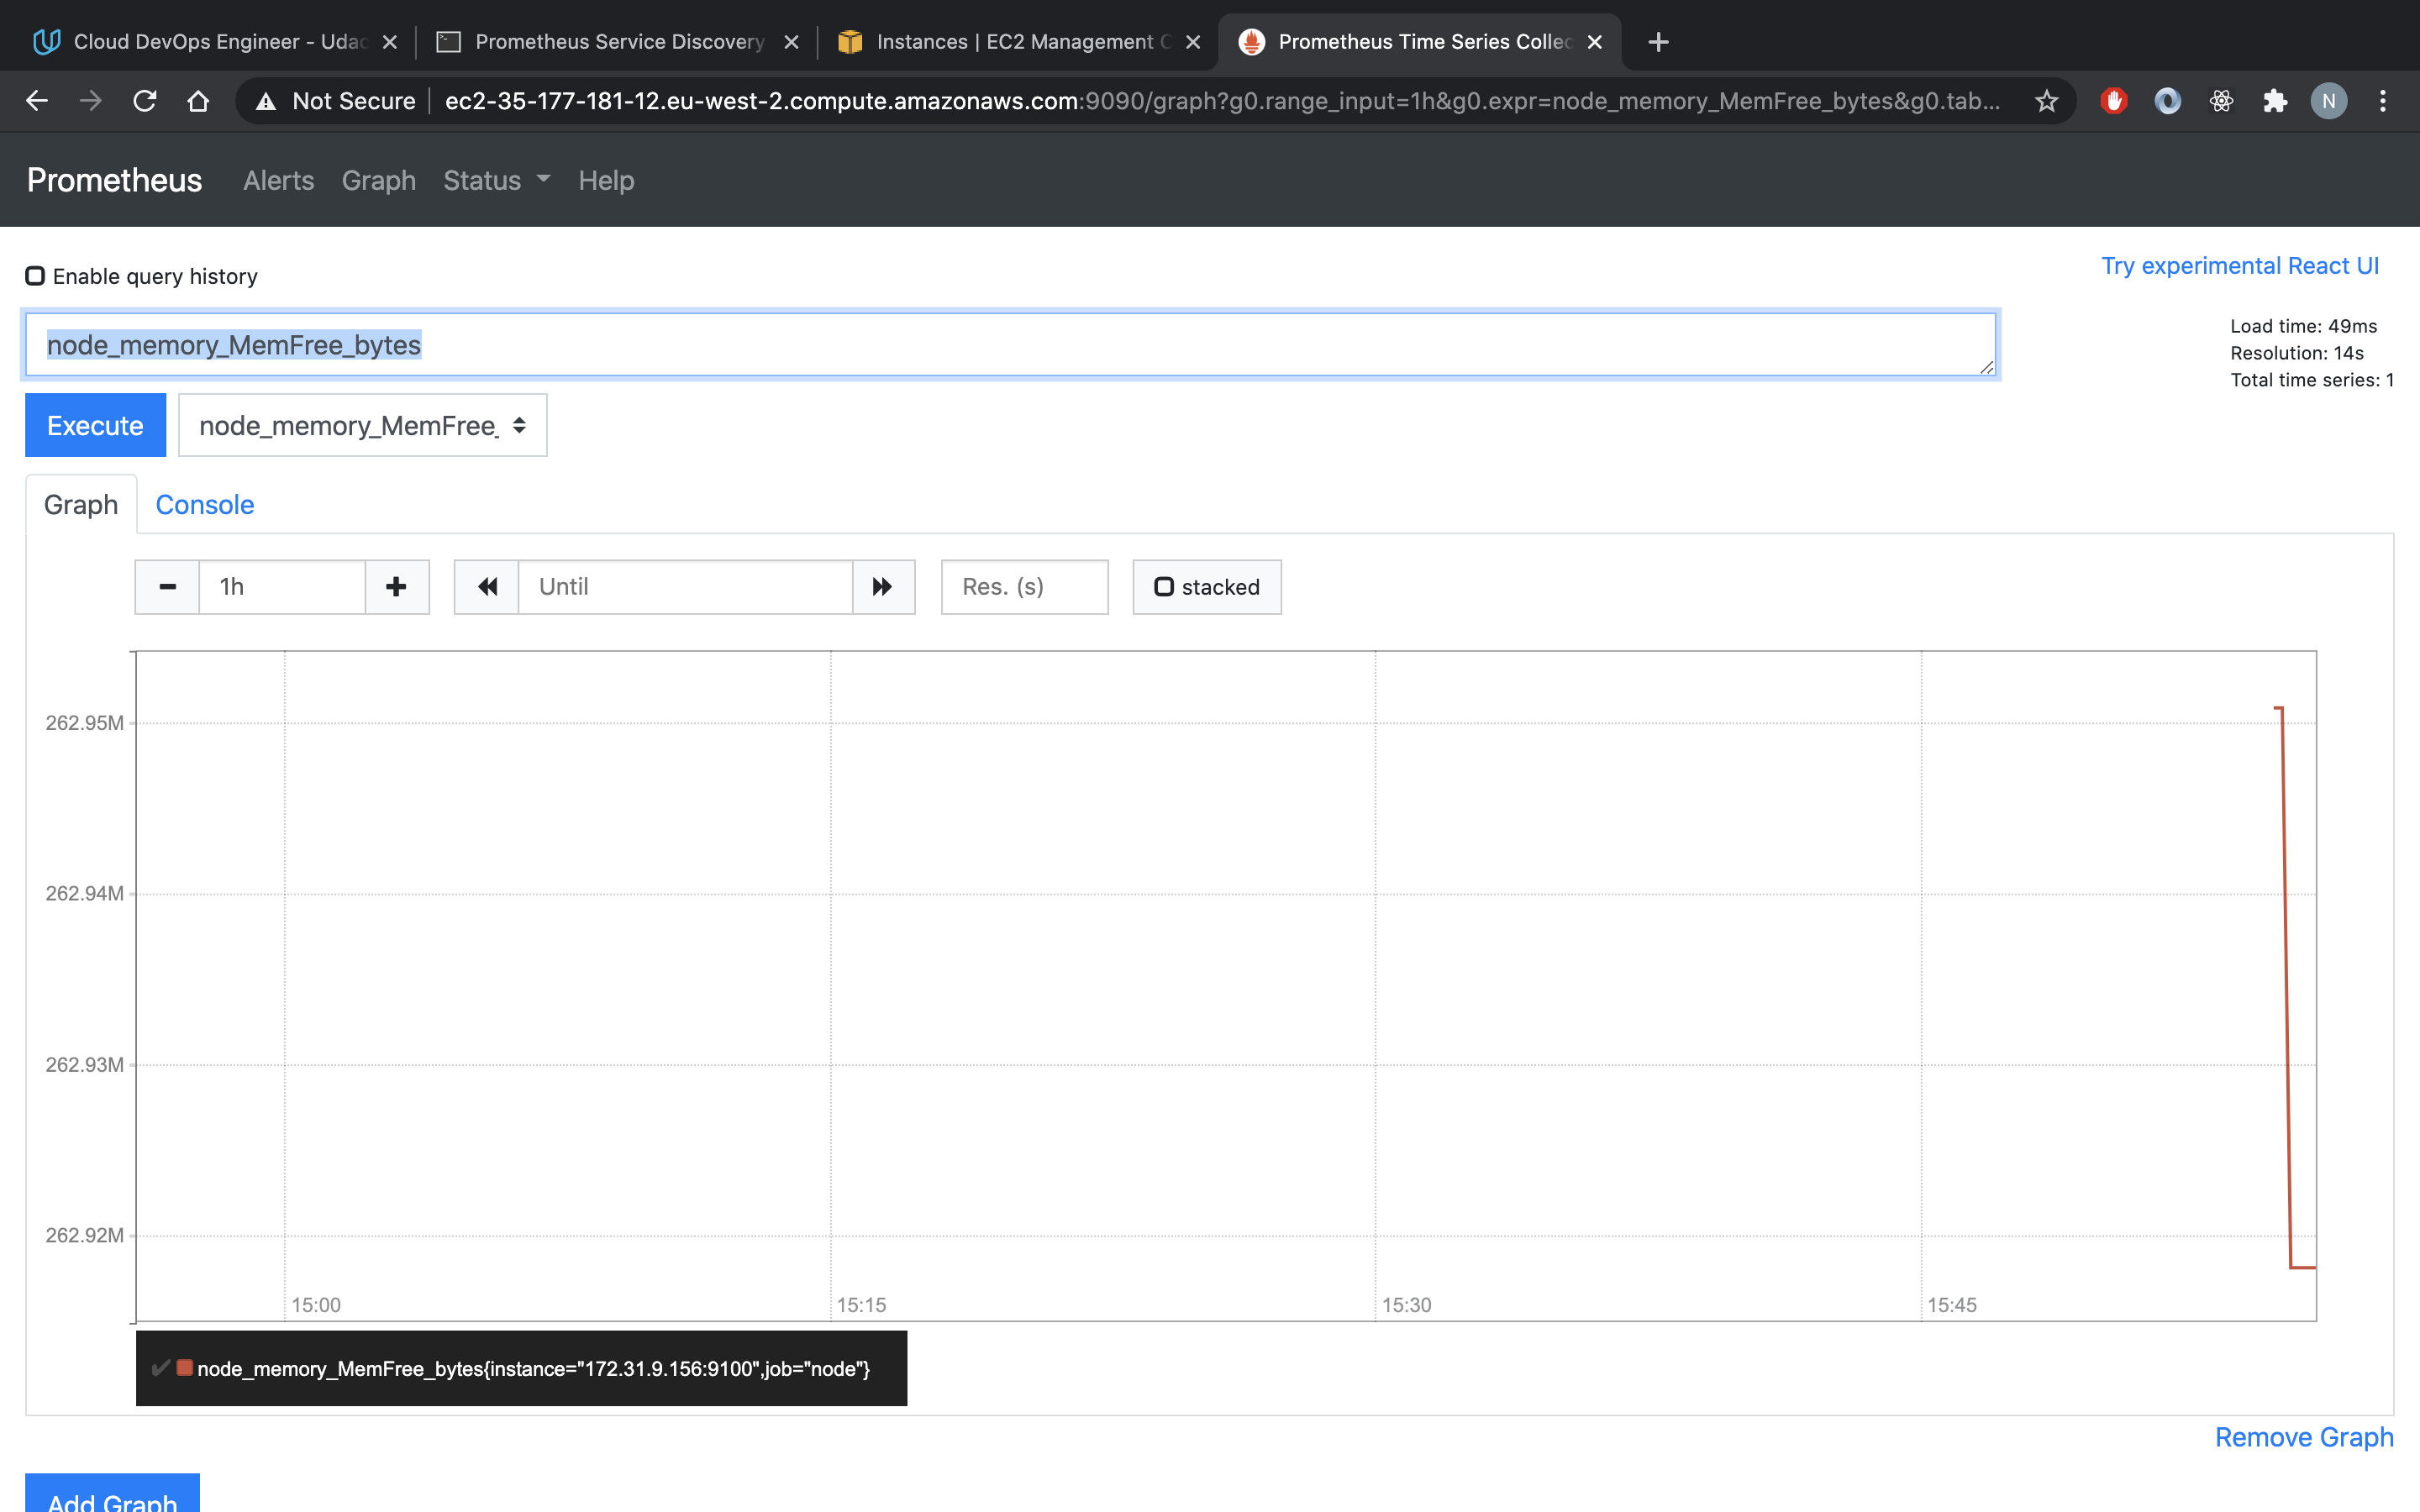 Cloud DevOps Engineer - Udac
Prometheus Service Discovery
Instances | EC2 Management C
Prometheus Time Series Collec
Not Secure
ec2-35-177-181-12.eu-west-2.compute.amazonaws.com:9090/graph?g0.range_input=1h&g0.expr=node_memory_MemFree_bytes&g0.tab...
N
Prometheus
Alerts
Graph
Status
Help
Enable query history
Try experimental React UI
node_memory_MemFree_bytes
Load time: 49ms
Resolution: 14s
Total time series: 1
Execute
node_memory_MemFree_
Graph
Console
1h
Until
Res. (s)
stacked
262.95M
262.94M
262.93M
262.92M
15:00
15:15
15:30
15:45
node_memory_MemFree_bytes{instance="172.31.9.156:9100",job="node"}
Remove Graph
Add Graph